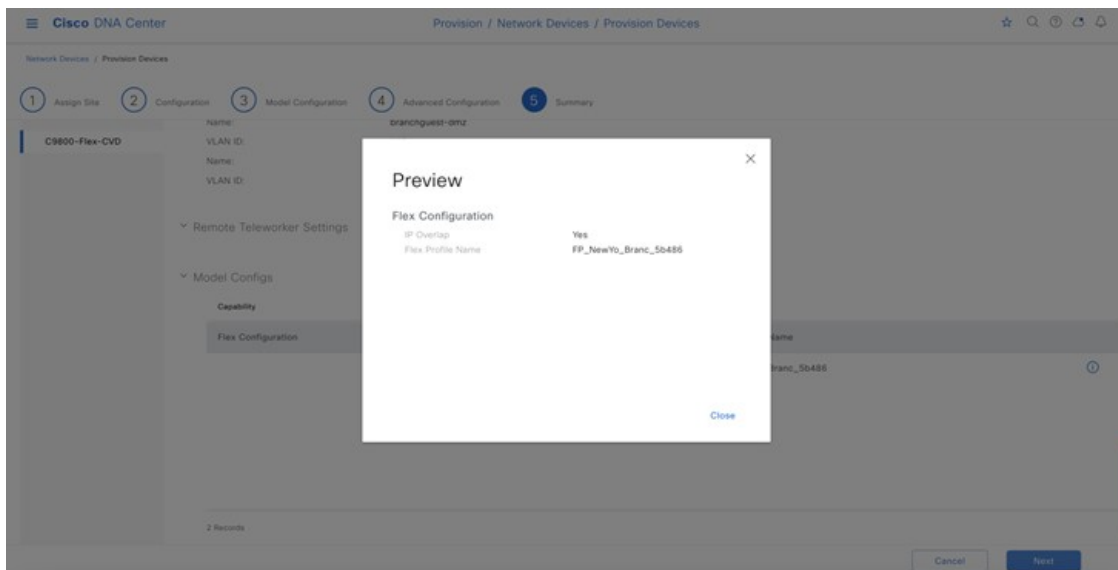 Cisco DNA Center
Provision / Network Devices / Provision Devices
Network Devices / Provision Devices
1 Assign Site 2 Configuration 3 Model Configuration 4 Advanced Configuration 5 Summary
C9800-Flex-CVD
Name: branchguest-dmz
VLAN ID:
Name:
VLAN ID:
Remote Teleworker Settings
Model Configs
Capability
Flex Configuration
Name
Branc_5b486
2 Records
Cancel Next
Preview
Flex Configuration
IP Overlap Yes
Flex Profile Name FP_NewYo_Branc_5b486
Close